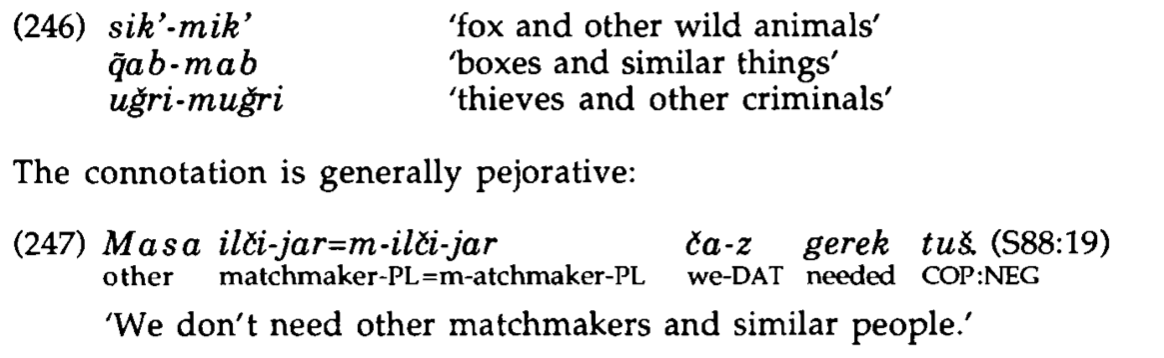 (246) sik’-mik’ ‘fox and other wild animals’
q̄ab-mab ‘boxes and similar things’
uğri-muğri ‘thieves and other criminals’
The connotation is generally pejorative:
(247) Masa ilči-jar=m-ilči-jar ča-z gerek tuš. (S88:19)
other matchmaker-PL=m-atchmaker-PL we-DAT needed COP:NEG
‘We don’t need other matchmakers and similar people.’